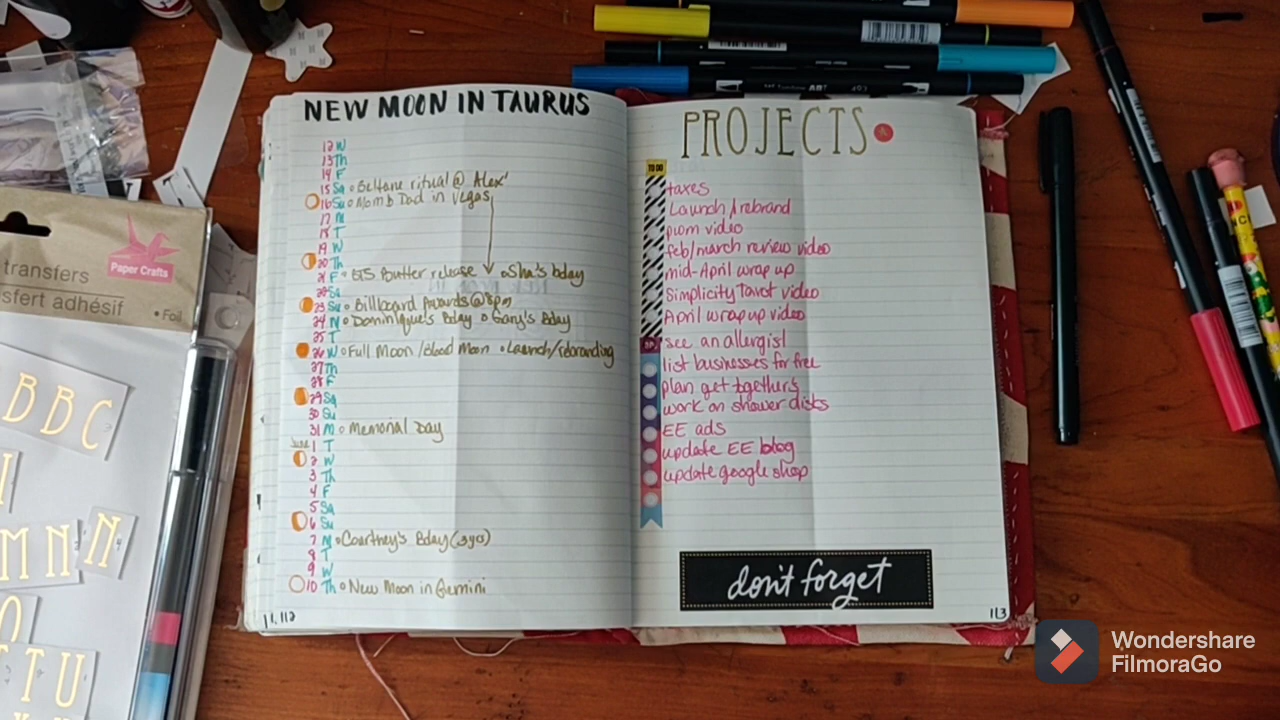 NEW MOON IN TAURUS
12 W
13 Th
14 F
15 Sa Beltane ritual @ Alex'
16 Su Mom & Dad in Vegas
17 M
18 T
19 W
20 Th
21 F BTS Butter release Sha's bday
22 Sa
23 Su Billboard Awards @ 8pm
24 M Dominique's Bday Gary's Bday
25 T
26 W Full Moon / Blood Moon Launch/rebranding
27 Th
28 F
29 Sa
30 Su
31 M Memorial Day
June 1 T
2 W
3 Th
4 F
5 Sa
6 Su
7 M Courtney's Bday (3yo)
8 T
9 W
10 Th New Moon in Gemini
112
PROJECTS
TO DO
taxes
Launch / rebrand
prom video
feb/march review video
mid-April wrap up
Simplicity Tarot video
April wrap up video
see an allergist
list businesses for free
plan get togethers
work on shower disks
EE ads
update EE blog
update google shop
don't forget
113
transfers
sfert adhésif
Paper Crafts
• Foil
B B C
M N N
T U
Wondershare
FilmoraGo